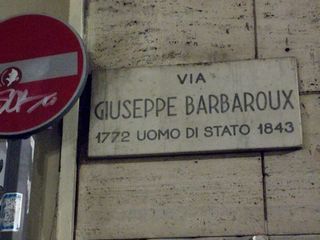 VIA
GIUSEPPE BARBAROUX
1772 UOMO DI STATO 1843